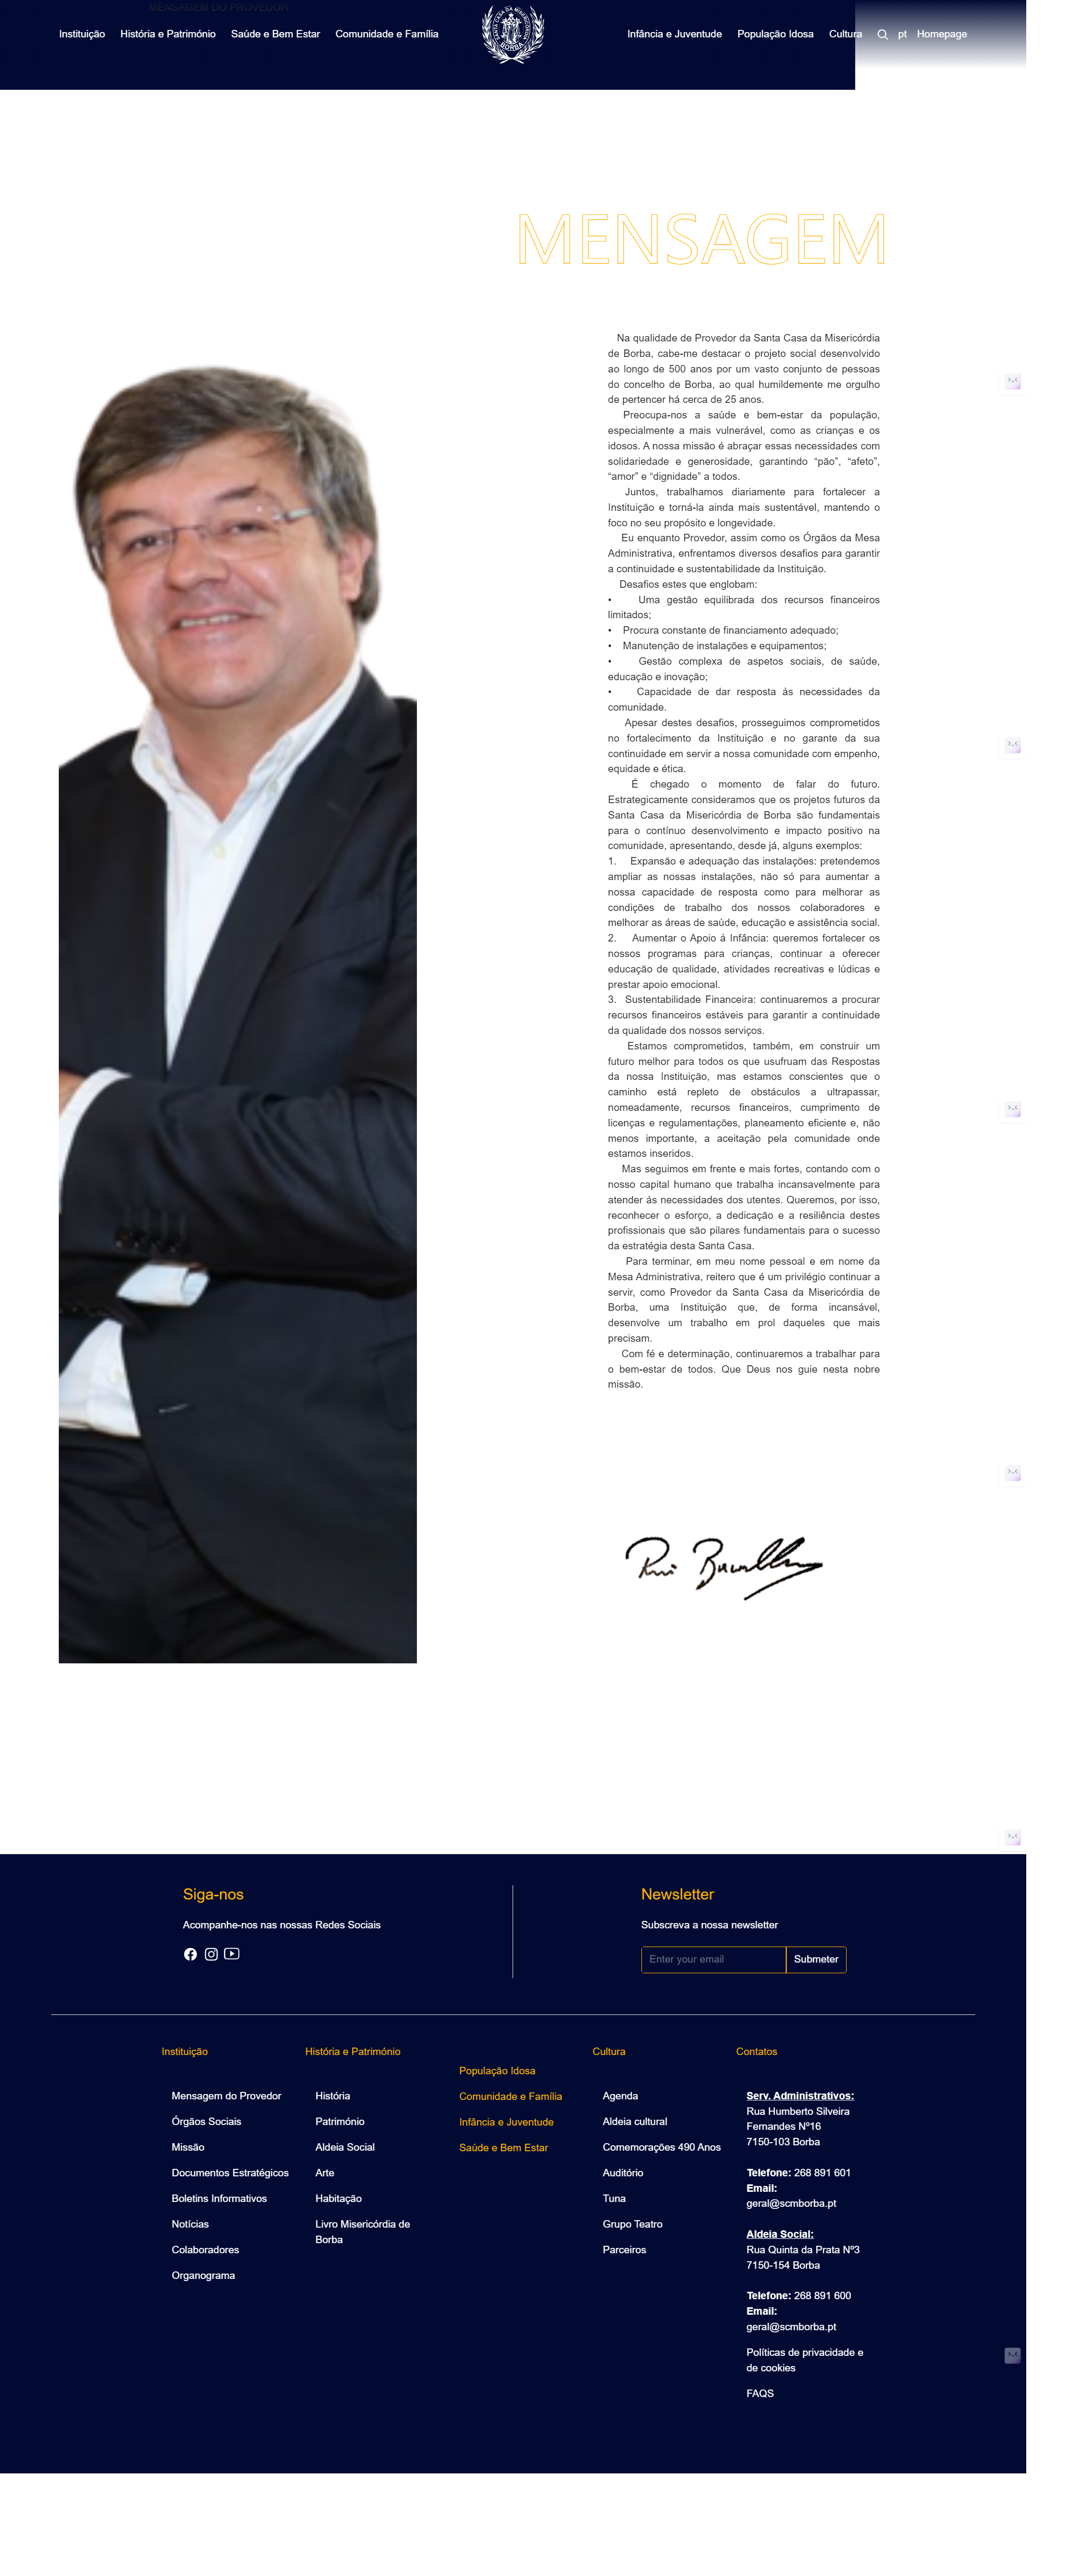 MENSAGEM DO PROVEDOR
Instituição História e Património Saúde e Bem Estar Comunidade e Família
Infância e Juventude População Idosa Cultura pt Homepage
MENSAGEM
Na qualidade de Provedor da Santa Casa da Misericórdia
de Borba, cabe-me destacar o projeto social desenvolvido
ao longo de 500 anos por um vasto conjunto de pessoas
do concelho de Borba, ao qual humildemente me orgulho
de pertencer há cerca de 25 anos.
Preocupa-nos a saúde e bem-estar da população,
especialmente a mais vulnerável, como as crianças e os
idosos. A nossa missão é abraçar essas necessidades com
solidariedade e generosidade, garantindo “pão”, “afeto”,
“amor” e “dignidade” a todos.
Juntos, trabalhamos diariamente para fortalecer a
Instituição e torná-la ainda mais sustentável, mantendo o
foco no seu propósito e longevidade.
Eu enquanto Provedor, assim como os Órgãos da Mesa
Administrativa, enfrentamos diversos desafios para garantir
a continuidade e sustentabilidade da Instituição.
Desafios estes que englobam:
• Uma gestão equilibrada dos recursos financeiros
limitados;
• Procura constante de financiamento adequado;
• Manutenção de instalações e equipamentos;
• Gestão complexa de aspetos sociais, de saúde,
educação e inovação;
• Capacidade de dar resposta às necessidades da
comunidade.
Apesar destes desafios, prosseguimos comprometidos
no fortalecimento da Instituição e no garante da sua
continuidade em servir a nossa comunidade com empenho,
equidade e ética.
É chegado o momento de falar do futuro.
Estrategicamente consideramos que os projetos futuros da
Santa Casa da Misericórdia de Borba são fundamentais
para o contínuo desenvolvimento e impacto positivo na
comunidade, apresentando, desde já, alguns exemplos:
1. Expansão e adequação das instalações: pretendemos
ampliar as nossas instalações, não só para aumentar a
nossa capacidade de resposta como para melhorar as
condições de trabalho dos nossos colaboradores e
melhorar as áreas de saúde, educação e assistência social.
2. Aumentar o Apoio à Infância: queremos fortalecer os
nossos programas para crianças, continuar a oferecer
educação de qualidade, atividades recreativas e lúdicas e
prestar apoio emocional.
3. Sustentabilidade Financeira: continuaremos a procurar
recursos financeiros estáveis para garantir a continuidade
da qualidade dos nossos serviços.
Estamos comprometidos, também, em construir um
futuro melhor para todos os que usufruam das Respostas
da nossa Instituição, mas estamos conscientes que o
caminho está repleto de obstáculos a ultrapassar,
nomeadamente, recursos financeiros, cumprimento de
licenças e regulamentações, planeamento eficiente e, não
menos importante, a aceitação pela comunidade onde
estamos inseridos.
Mas seguimos em frente e mais fortes, contando com o
nosso capital humano que trabalha incansavelmente para
atender às necessidades dos utentes. Queremos, por isso,
reconhecer o esforço, a dedicação e a resiliência destes
profissionais que são pilares fundamentais para o sucesso
da estratégia desta Santa Casa.
Para terminar, em meu nome pessoal e em nome da
Mesa Administrativa, reitero que é um privilégio continuar a
servir, como Provedor da Santa Casa da Misericórdia de
Borba, uma Instituição que, de forma incansável,
desenvolve um trabalho em prol daqueles que mais
precisam.
Com fé e determinação, continuaremos a trabalhar para
o bem-estar de todos. Que Deus nos guie nesta nobre
missão.
Siga-nos
Acompanhe-nos nas nossas Redes Sociais
Newsletter
Subscreva a nossa newsletter
Enter your email Submeter
Instituição
Mensagem do Provedor
Órgãos Sociais
Missão
Documentos Estratégicos
Boletins Informativos
Notícias
Colaboradores
Organograma
História e Património
História
Património
Aldeia Social
Arte
Habitação
Livro Misericórdia de
Borba
População Idosa
Comunidade e Família
Infância e Juventude
Saúde e Bem Estar
Cultura
Agenda
Aldeia cultural
Comemorações 490 Anos
Auditório
Tuna
Grupo Teatro
Parceiros
Contatos
Serv. Administrativos:
Rua Humberto Silveira
Fernandes Nº16
7150-103 Borba
Telefone: 268 891 601
Email:
geral@scmborba.pt
Aldeia Social:
Rua Quinta da Prata Nº3
7150-154 Borba
Telefone: 268 891 600
Email:
geral@scmborba.pt
Políticas de privacidade e
de cookies
FAQS